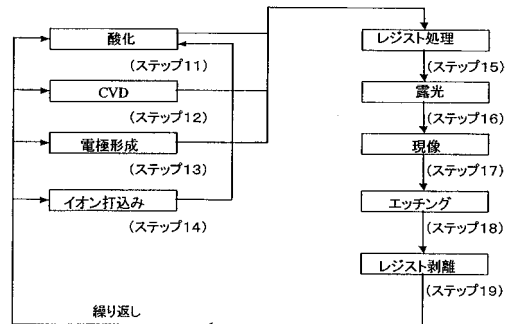 酸化
(ステップ11)
CVD
(ステップ12)
電極形成
(ステップ13)
イオン打込み
(ステップ14)
レジスト処理
(ステップ15)
露光
(ステップ16)
現像
(ステップ17)
エッチング
(ステップ18)
レジスト剥離
(ステップ19)
繰り返し